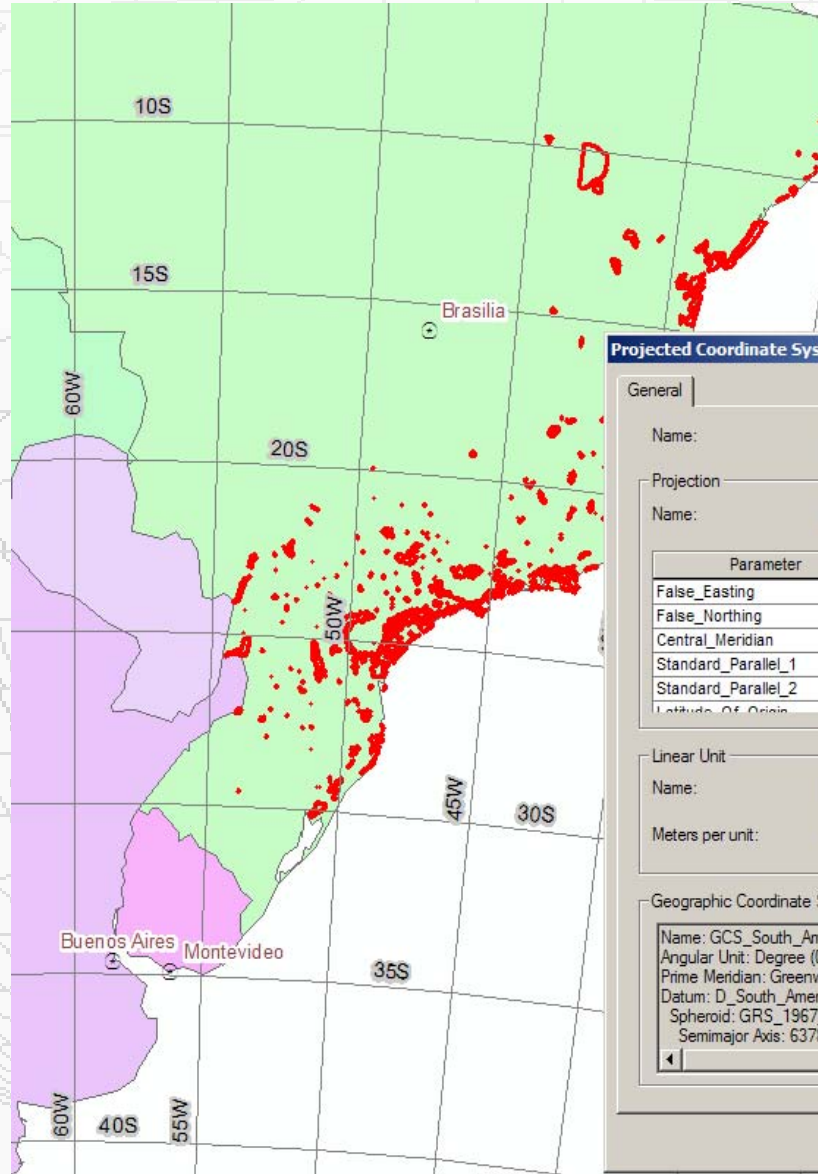 10S
15S
Brasilia
60W
20S
50W
45W
30S
Buenos Aires
Montevideo
35S
60W
40S
55W
Projected Coordinate Sys
General
Name:
Projection
Name:
Parameter
False_Easting
False_Northing
Central_Meridian
Standard_Parallel_1
Standard_Parallel_2
Latitude_Of_Origin
Linear Unit
Name:
Meters per unit:
Geographic Coordinate S
Name: GCS_South_Am
Angular Unit: Degree (0
Prime Meridian: Greenw
Datum: D_South_Amer
Spheroid: GRS_1967_
Semimajor Axis: 6378